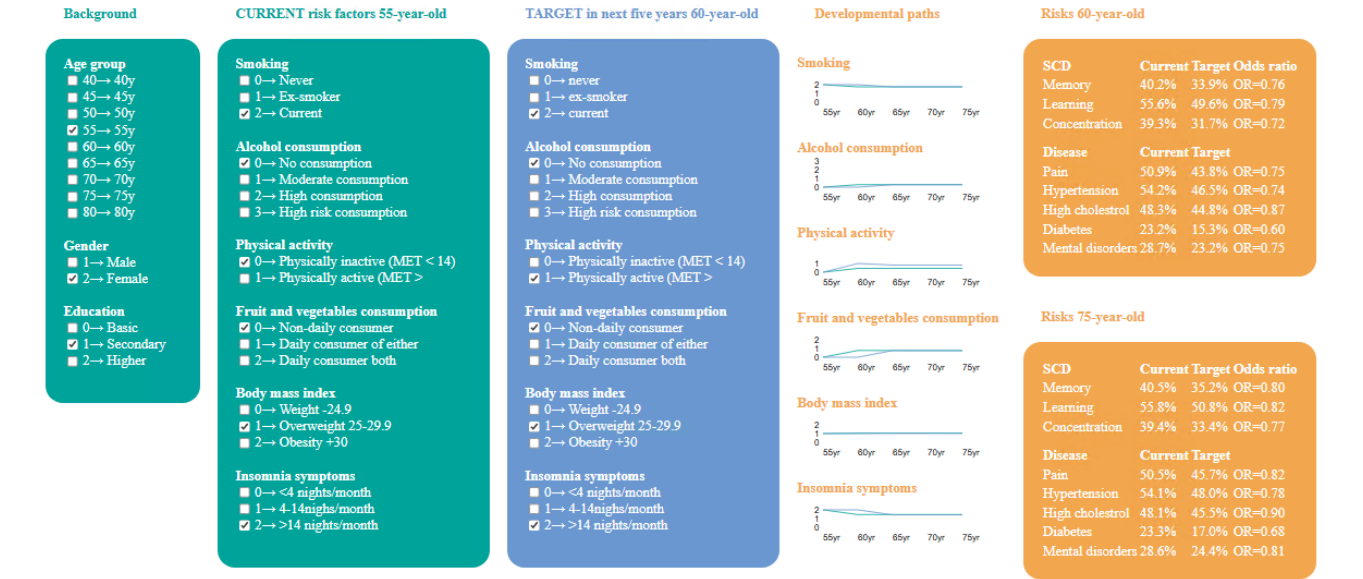 Background
Age group
40→ 40y
45→ 45y
50→ 50y
55→ 55y
60→ 60y
65→ 65y
70→ 70y
75→ 75y
80→ 80y
Gender
1→ Male
2→ Female
Education
0→ Basic
1→ Secondary
2→ Higher
CURRENT risk factors 55-year-old
Smoking
0→ Never
1→ Ex-smoker
2→ Current
Alcohol consumption
0→ No consumption
1→ Moderate consumption
2→ High consumption
3→ High risk consumption
Physical activity
0→ Physically inactive (MET < 14)
1→ Physically active (MET >
Fruit and vegetables consumption
0→ Non-daily consumer
1→ Daily consumer of either
2→ Daily consumer both
Body mass index
0→ Weight -24.9
1→ Overweight 25-29.9
2→ Obesity +30
Insomnia symptoms
0→ <4 nights/month
1→ 4-14nighs/month
2→ >14 nights/month
TARGET in next five years 60-year-old
Smoking
0→ never
1→ ex-smoker
2→ current
Alcohol consumption
0→ No consumption
1→ Moderate consumption
2→ High consumption
3→ High risk consumption
Physical activity
0→ Physically inactive (MET < 14)
1→ Physically active (MET >
Fruit and vegetables consumption
0→ Non-daily consumer
1→ Daily consumer of either
2→ Daily consumer both
Body mass index
0→ Weight -24.9
1→ Overweight 25-29.9
2→ Obesity +30
Insomnia symptoms
0→ <4 nights/month
1→ 4-14nighs/month
2→ >14 nights/month
Developmental paths
Smoking
2
1
0
55yr 60yr 65yr 70yr 75yr
Alcohol consumption
3
2
1
0
55yr 60yr 65yr 70yr 75yr
Physical activity
1
0
55yr 60yr 65yr 70yr 75yr
Fruit and vegetables consumption
2
1
0
55yr 60yr 65yr 70yr 75yr
Body mass index
2
1
0
55yr 60yr 65yr 70yr 75yr
Insomnia symptoms
2
1
0
55yr 60yr 65yr 70yr 75yr
Risks 60-year-old
SCD Current Target Odds ratio
Memory 40.2% 33.9% OR=0.76
Learning 55.6% 49.6% OR=0.79
Concentration 39.3% 31.7% OR=0.72
Disease Current Target
Pain 50.9% 43.8% OR=0.75
Hypertension 54.2% 46.5% OR=0.74
High cholestrol 48.3% 44.8% OR=0.87
Diabetes 23.2% 15.3% OR=0.60
Mental disorders 28.7% 23.2% OR=0.75
Risks 75-year-old
SCD Current Target Odds ratio
Memory 40.5% 35.2% OR=0.80
Learning 55.8% 50.8% OR=0.82
Concentration 39.4% 33.4% OR=0.77
Disease Current Target
Pain 50.5% 45.7% OR=0.82
Hypertension 54.1% 48.0% OR=0.78
High cholestrol 48.1% 45.5% OR=0.90
Diabetes 23.3% 17.0% OR=0.68
Mental disorders 28.6% 24.4% OR=0.81